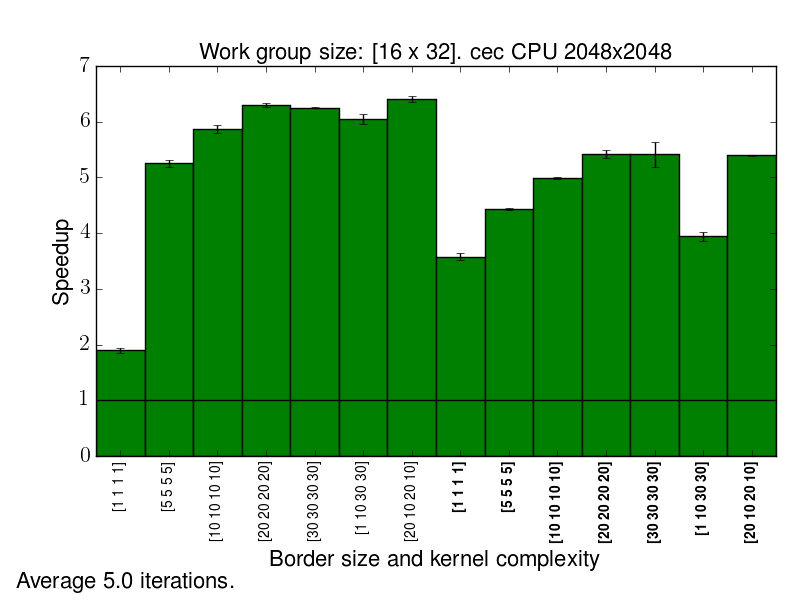 Work group size: [16 x 32]. cec CPU 2048x2048
7
6
5
4
3
2
1
0
Speedup
[1 1 1 1]
[5 5 5 5]
[10 10 10 10]
[20 20 20 20]
[30 30 30 30]
[1 10 30 30]
[20 10 20 10]
[1 1 1 1]
[5 5 5 5]
[10 10 10 10]
[20 20 20 20]
[30 30 30 30]
[1 10 30 30]
[20 10 20 10]
Border size and kernel complexity
Average 5.0 iterations.